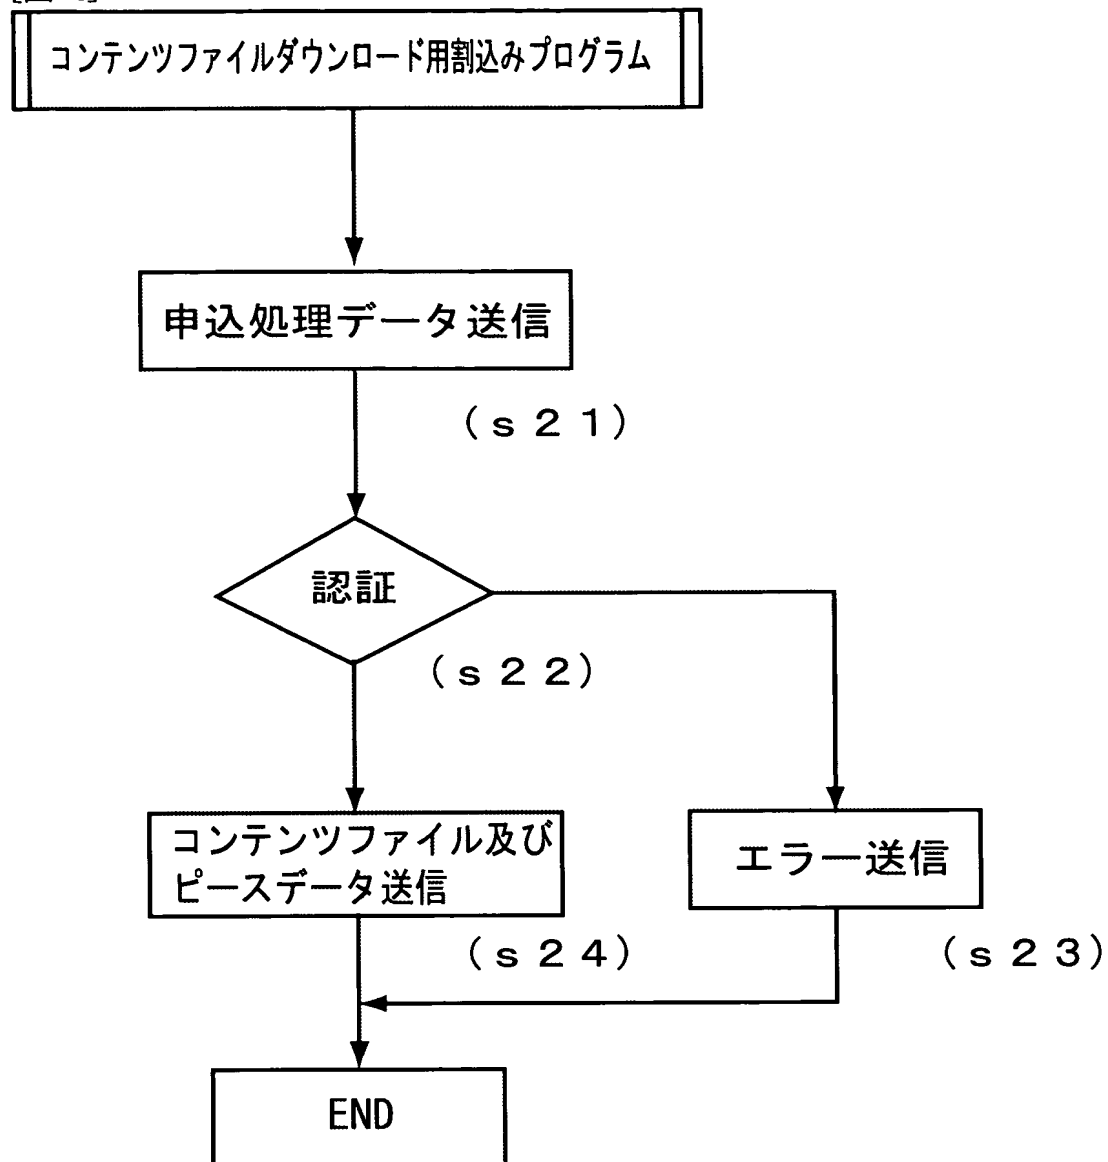 コンテンツファイルダウンロード用割込みプログラム
申込処理データ送信
(s21)
認証
(s22)
コンテンツファイル及び
ピースデータ送信
エラー送信
(s24)
(s23)
END